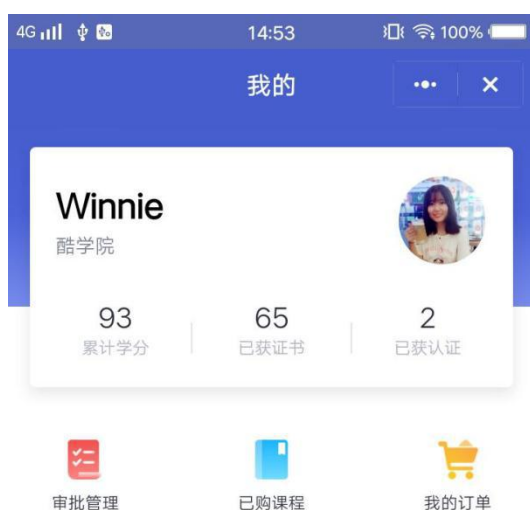 4G 14:53 100%
我的
Winnie
酷学院
93 65 2
累计学分 已获证书 已获认证
审批管理 已购课程 我的订单